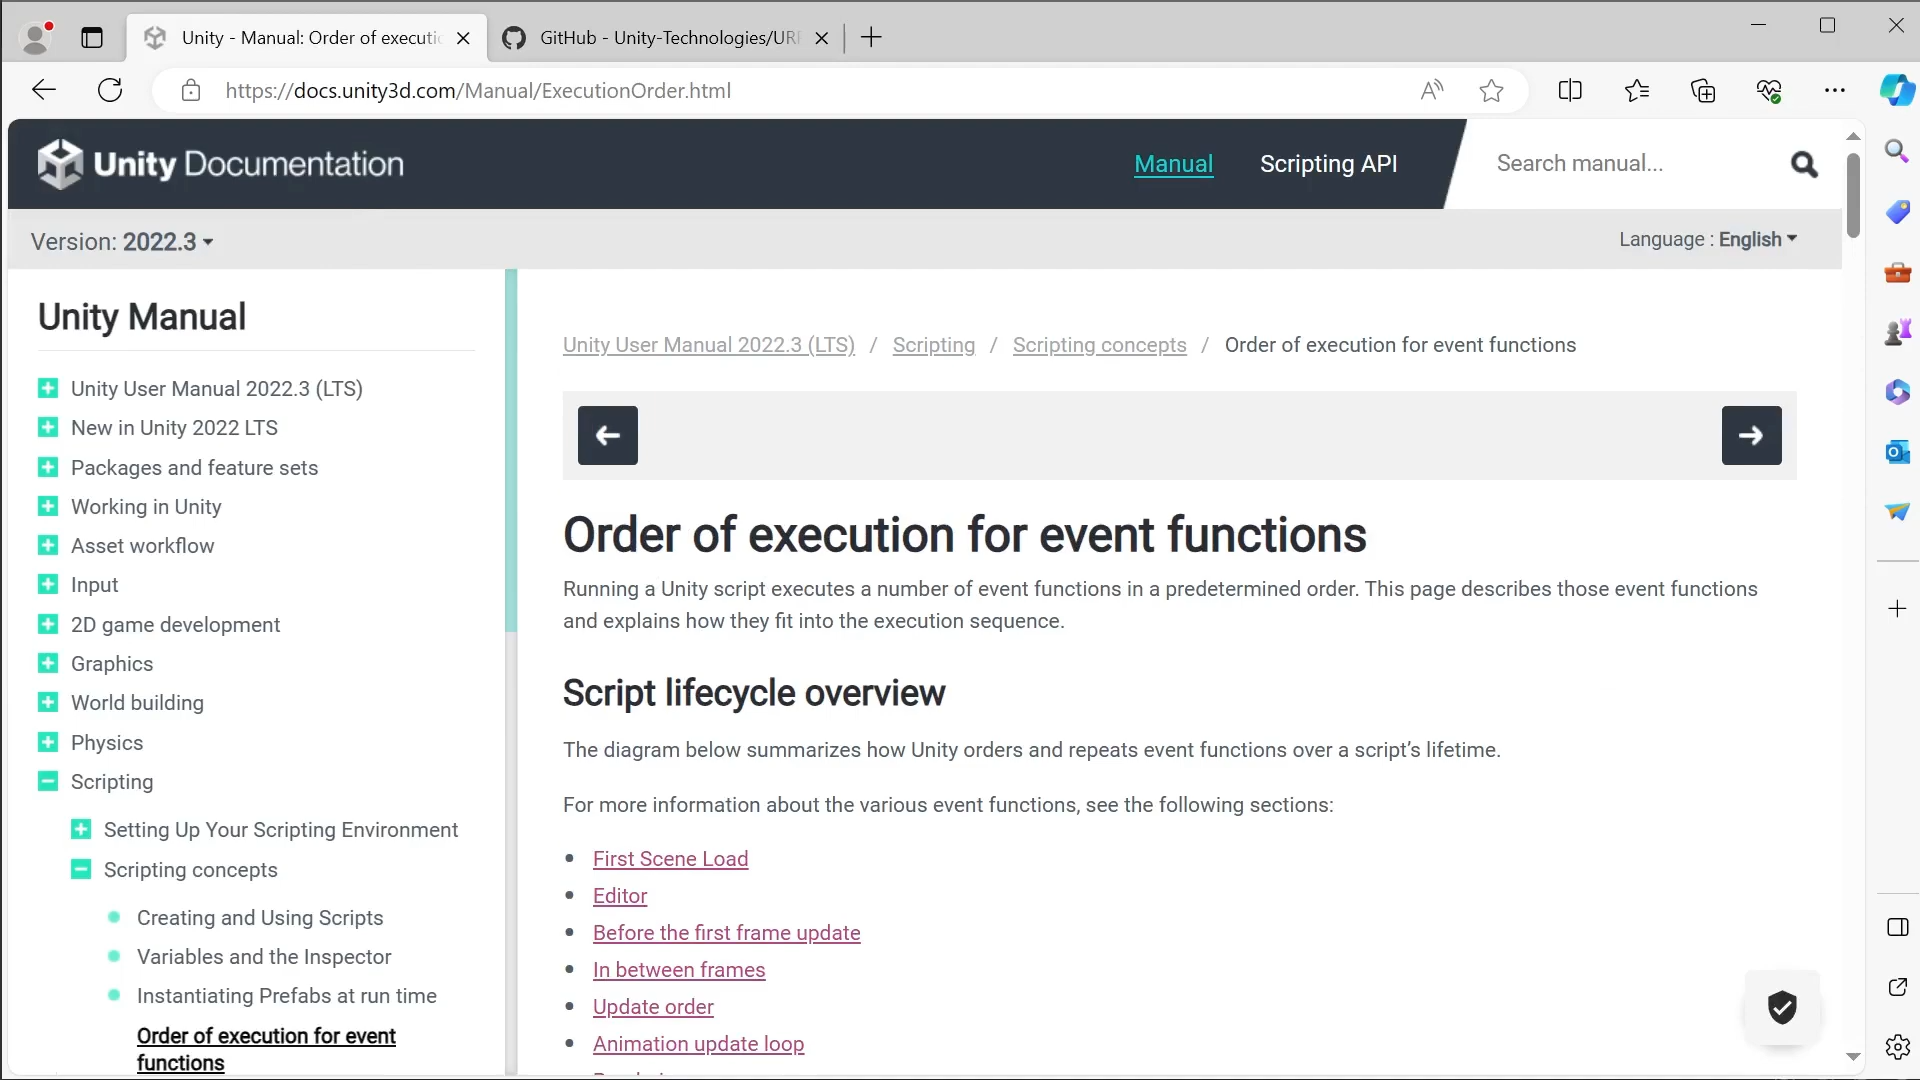 Unity - Manual: Order of executi
GitHub - Unity-Technologies/UR
https://docs.unity3d.com/Manual/ExecutionOrder.html
Unity Documentation
Manual
Scripting API
Search manual...
Version: 2022.3
Language : English
Unity Manual
Unity User Manual 2022.3 (LTS)
New in Unity 2022 LTS
Packages and feature sets
Working in Unity
Asset workflow
Input
2D game development
Graphics
World building
Physics
Scripting
Setting Up Your Scripting Environment
Scripting concepts
Creating and Using Scripts
Variables and the Inspector
Instantiating Prefabs at run time
Order of execution for event
functions
Unity User Manual 2022.3 (LTS) / Scripting / Scripting concepts / Order of execution for event functions
Order of execution for event functions
Running a Unity script executes a number of event functions in a predetermined order. This page describes those event functions
and explains how they fit into the execution sequence.
Script lifecycle overview
The diagram below summarizes how Unity orders and repeats event functions over a script’s lifetime.
For more information about the various event functions, see the following sections:
First Scene Load
Editor
Before the first frame update
In between frames
Update order
Animation update loop